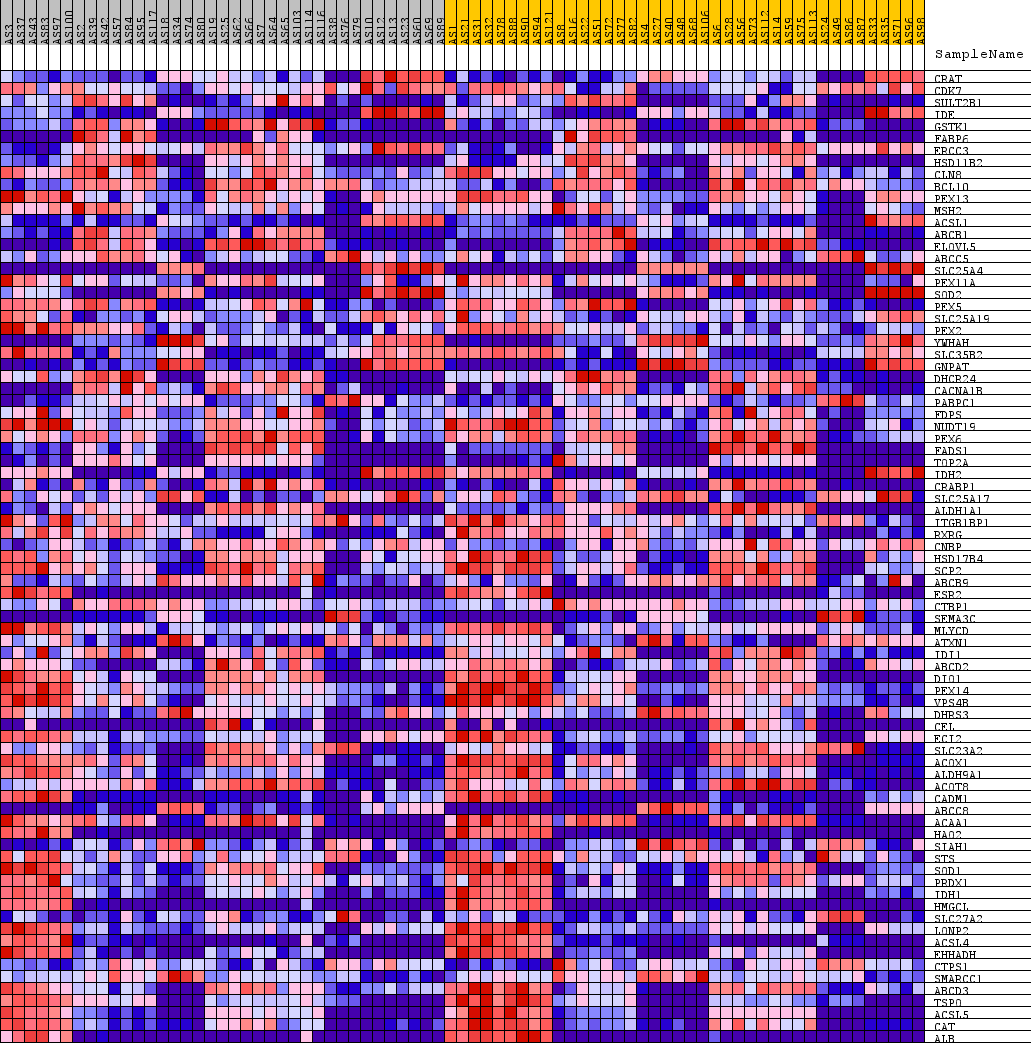 AS3 AS37 AS43 AS83 AS97 AS100 AS2 AS39 AS42 AS57 AS84 AS95 AS117 AS18 AS34 AS74 AS80 AS12 AS25 AS62 AS66 AS7 AS64 AS65 AS103 AS116 AS38 AS76 AS79 AS10 AS13 AS23 AS60 AS69 AS89 AS1 AS21 AS31 AS32 AS78 AS88 AS90 AS94 AS121 AS81 AS16 AS22 AS51 AS72 AS77 AS82 AS4 AS27 AS40 AS48 AS68 AS106 AS6 AS28 AS56 AS73 AS112 AS14 AS59 AS75 AS113 AS24 AS49 AS86 AS87 AS33 AS35 AS71 AS96 AS98
SampleName
CRAT
CDK7
SULT2B1
IDE
GSTK1
FABP6
ERCC3
HSD11B2
CLN8
BCL10
PEX13
MSH2
ACSL1
ABCB1
ELOVL5
ABCC5
SLC25A4
PEX11A
SOD2
PEX5
SLC25A19
PEX2
YWHAH
SLC35B2
GNPAT
DHCR24
CACNA1B
PABPC1
FDPS
NUDT19
PEX6
FADS1
TOP2A
IDH2
CRABP1
SLC25A17
ALDH1A1
ITGB1BP1
RXRG
CNBP
HSD17B4
SCP2
ABCB9
ESR2
CTBP1
SEMA3C
MLYCD
ATXN1
IDI1
ABCD2
DIO1
PEX14
VPS4B
DHRS3
CEL
ECI2
SLC23A2
ACOX1
ALDH9A1
ACOT8
CADM1
ABCC8
ACAA1
HAO2
SIAH1
STS
SOD1
PRDX1
IDH1
HMGCL
SLC27A2
LONP2
ACSL4
EHHADH
CTPS1
SMARCC1
ABCD3
TSPO
ACSL5
CAT
ALB